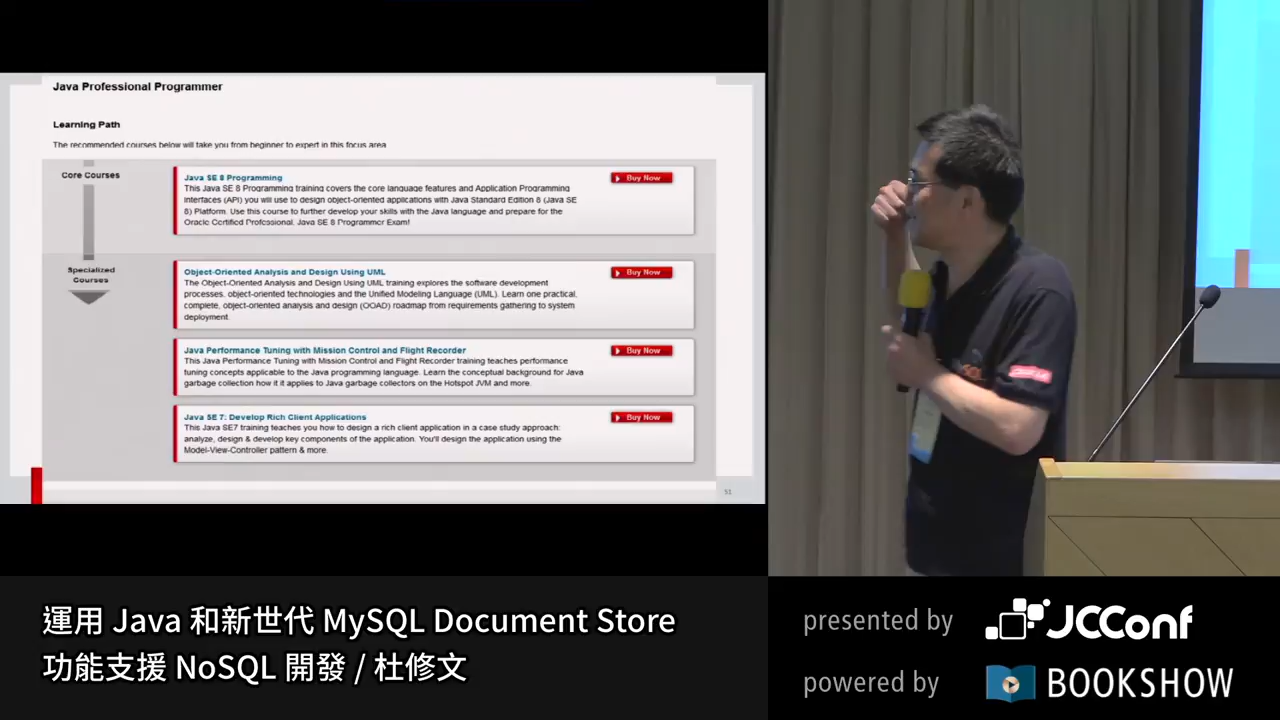 Java Professional Programmer
Learning Path
The recommended courses below will take you from beginner to expert in this focus area
Core Courses
Java SE 8 Programming
Buy Now
This Java SE 8 Programming training covers the core language features and Application Programming
Interfaces (API) you will use to design object-oriented applications with Java Standard Edition 8 (Java SE
8) Platform. Use this course to further develop your skills with the Java language and prepare for the
Oracle Certified Professional, Java SE 8 Programmer Exam!
Specialized
Courses
Object-Oriented Analysis and Design Using UML
Buy Now
The Object-Oriented Analysis and Design Using UML training explores the software development
processes, object-oriented technologies and the Unified Modeling Language (UML). Learn one practical,
complete, object-oriented analysis and design (OOAD) roadmap from requirements gathering to system
deployment.
Java Performance Tuning with Mission Control and Flight Recorder
Buy Now
This Java Performance Tuning with Mission Control and Flight Recorder training teaches performance
tuning concepts applicable to the Java programming language. Learn the conceptual background for Java
garbage collection how it it applies to Java garbage collectors on the Hotspot JVM and more.
Java SE 7: Develop Rich Client Applications
Buy Now
This Java SE7 training teaches you how to design a rich client application in a case study approach:
analyze, design & develop key components of the application. You'll design the application using the
Model-View-Controller pattern & more.
51
運用 Java 和新世代 MySQL Document Store
功能支援 NoSQL 開發 / 杜修文
presented by JCConf
powered by BOOKSHOW